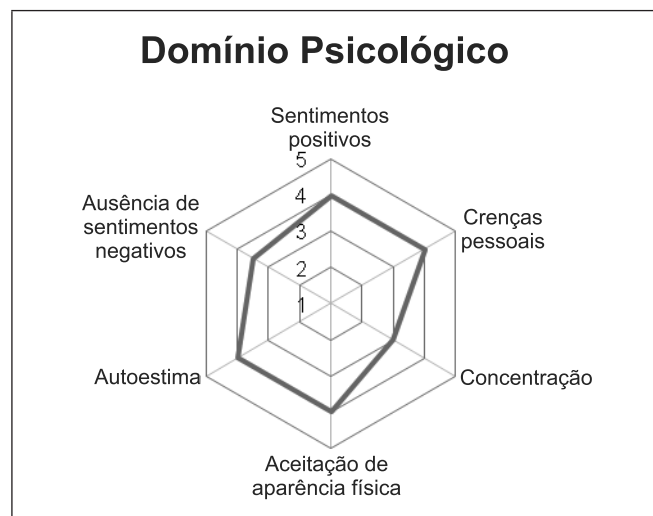 Domínio Psicológico
Sentimentos
positivos
5
4
3
2
1
Ausência de
sentimentos
negativos
Crenças
pessoais
Autoestima
Concentração
Aceitação de
aparência física